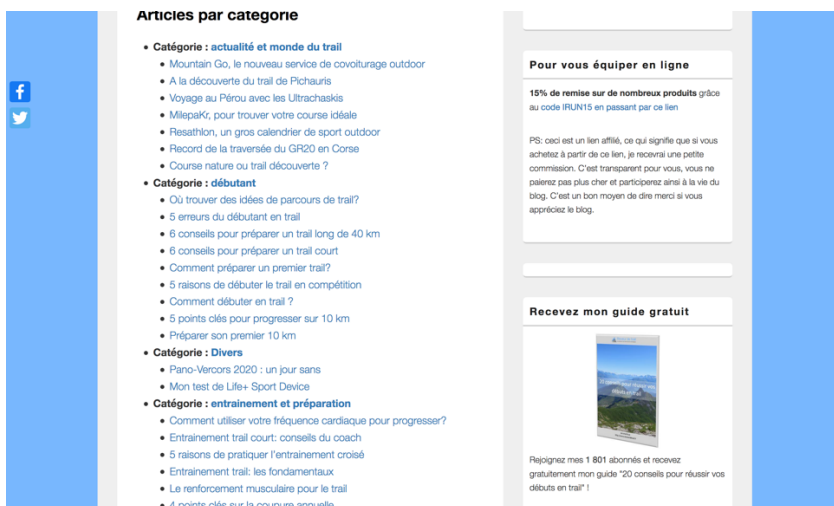 Articles par catégorie
Catégorie : actualité et monde du trail
Mountain Go, le nouveau service de covoiturage outdoor
A la découverte du trail de Pichauris
Voyage au Pérou avec les Ultrachaskis
MilepaKr, pour trouver votre course idéale
Resathlon, un gros calendrier de sport outdoor
Record de la traversée du GR20 en Corse
Course nature ou trail découverte ?
Catégorie : débutant
Où trouver des idées de parcours de trail?
5 erreurs du débutant en trail
6 conseils pour préparer un trail long de 40 km
6 conseils pour préparer un trail court
Comment préparer un premier trail?
5 raisons de débuter le trail en compétition
Comment débuter en trail ?
5 points clés pour progresser sur 10 km
Préparer son premier 10 km
Catégorie : Divers
Pano-Vercors 2020 : un jour sans
Mon test de Life+ Sport Device
Catégorie : entrainement et préparation
Comment utiliser votre fréquence cardiaque pour progresser?
Entrainement trail court: conseils du coach
5 raisons de pratiquer l'entrainement croisé
Entrainement trail: les fondamentaux
Le renforcement musculaire pour le trail
4 points clés sur la coupure annuelle
Pour vous équiper en ligne
15% de remise sur de nombreux produits grâce
au code IRUN15 en passant par ce lien
PS: ceci est un lien affilié, ce qui signifie que si vous
achetez à partir de ce lien, je recevrai une petite
commission. C'est transparent pour vous, vous ne
paierez pas plus cher et participerez ainsi à la vie du
blog. C'est un bon moyen de dire merci si vous
appréciez le blog.
Recevez mon guide gratuit
Rejoignez mes 1 801 abonnés et recevez
gratuitement mon guide "20 conseils pour réussir vos
débuts en trail" !